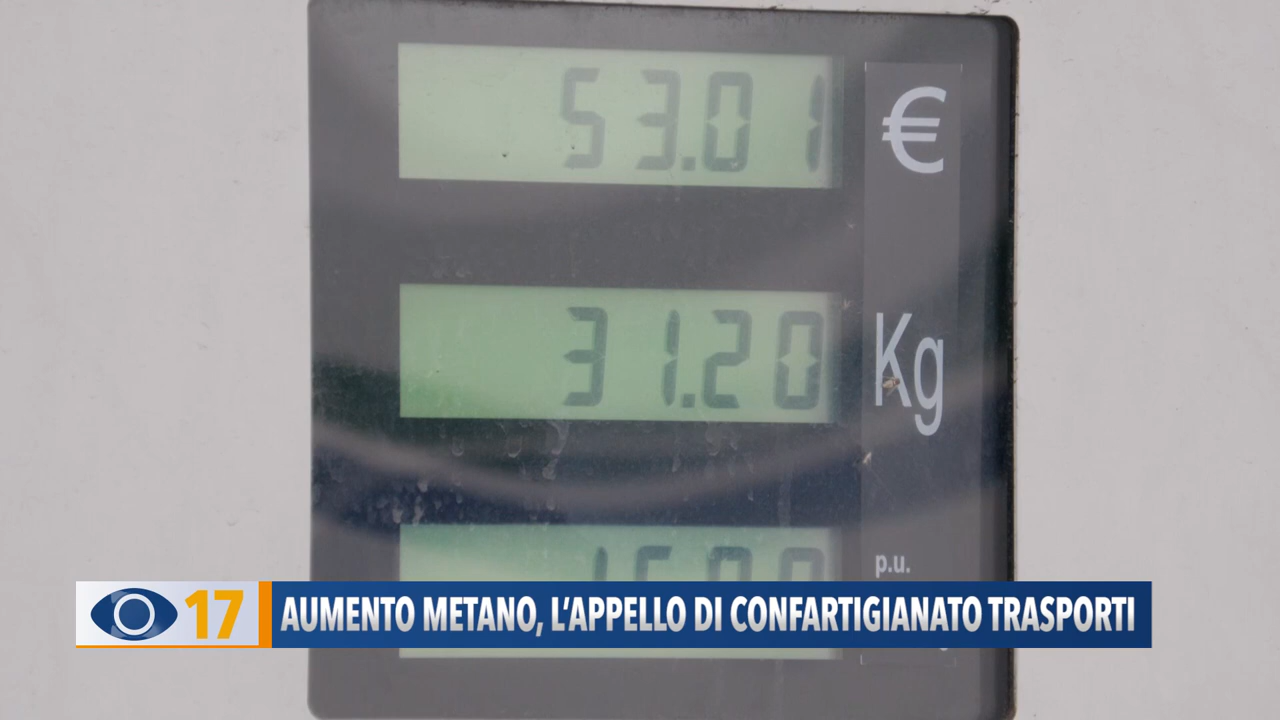 53.01 €
31.20 Kg
p.u.
17 AUMENTO METANO, L'APPELLO DI CONFARTIGIANATO TRASPORTI